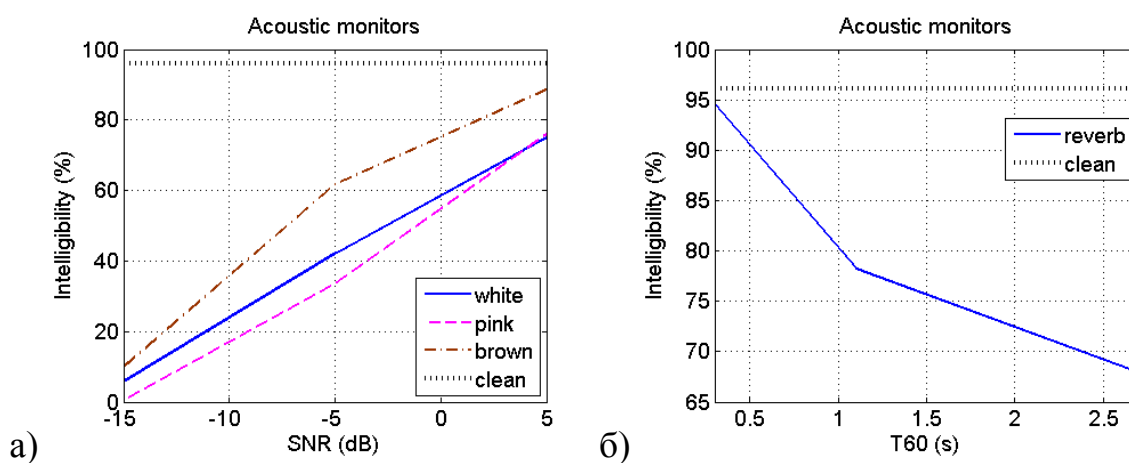 Acoustic monitors
100
80
60
40
20
0
Intelligibility (%)
-15 -10 -5 0 5
SNR (dB)
white
pink
brown
clean
а)
Acoustic monitors
100
95
90
85
80
75
70
65
Intelligibility (%)
0.5 1 1.5 2 2.5
T60 (s)
reverb
clean
б)